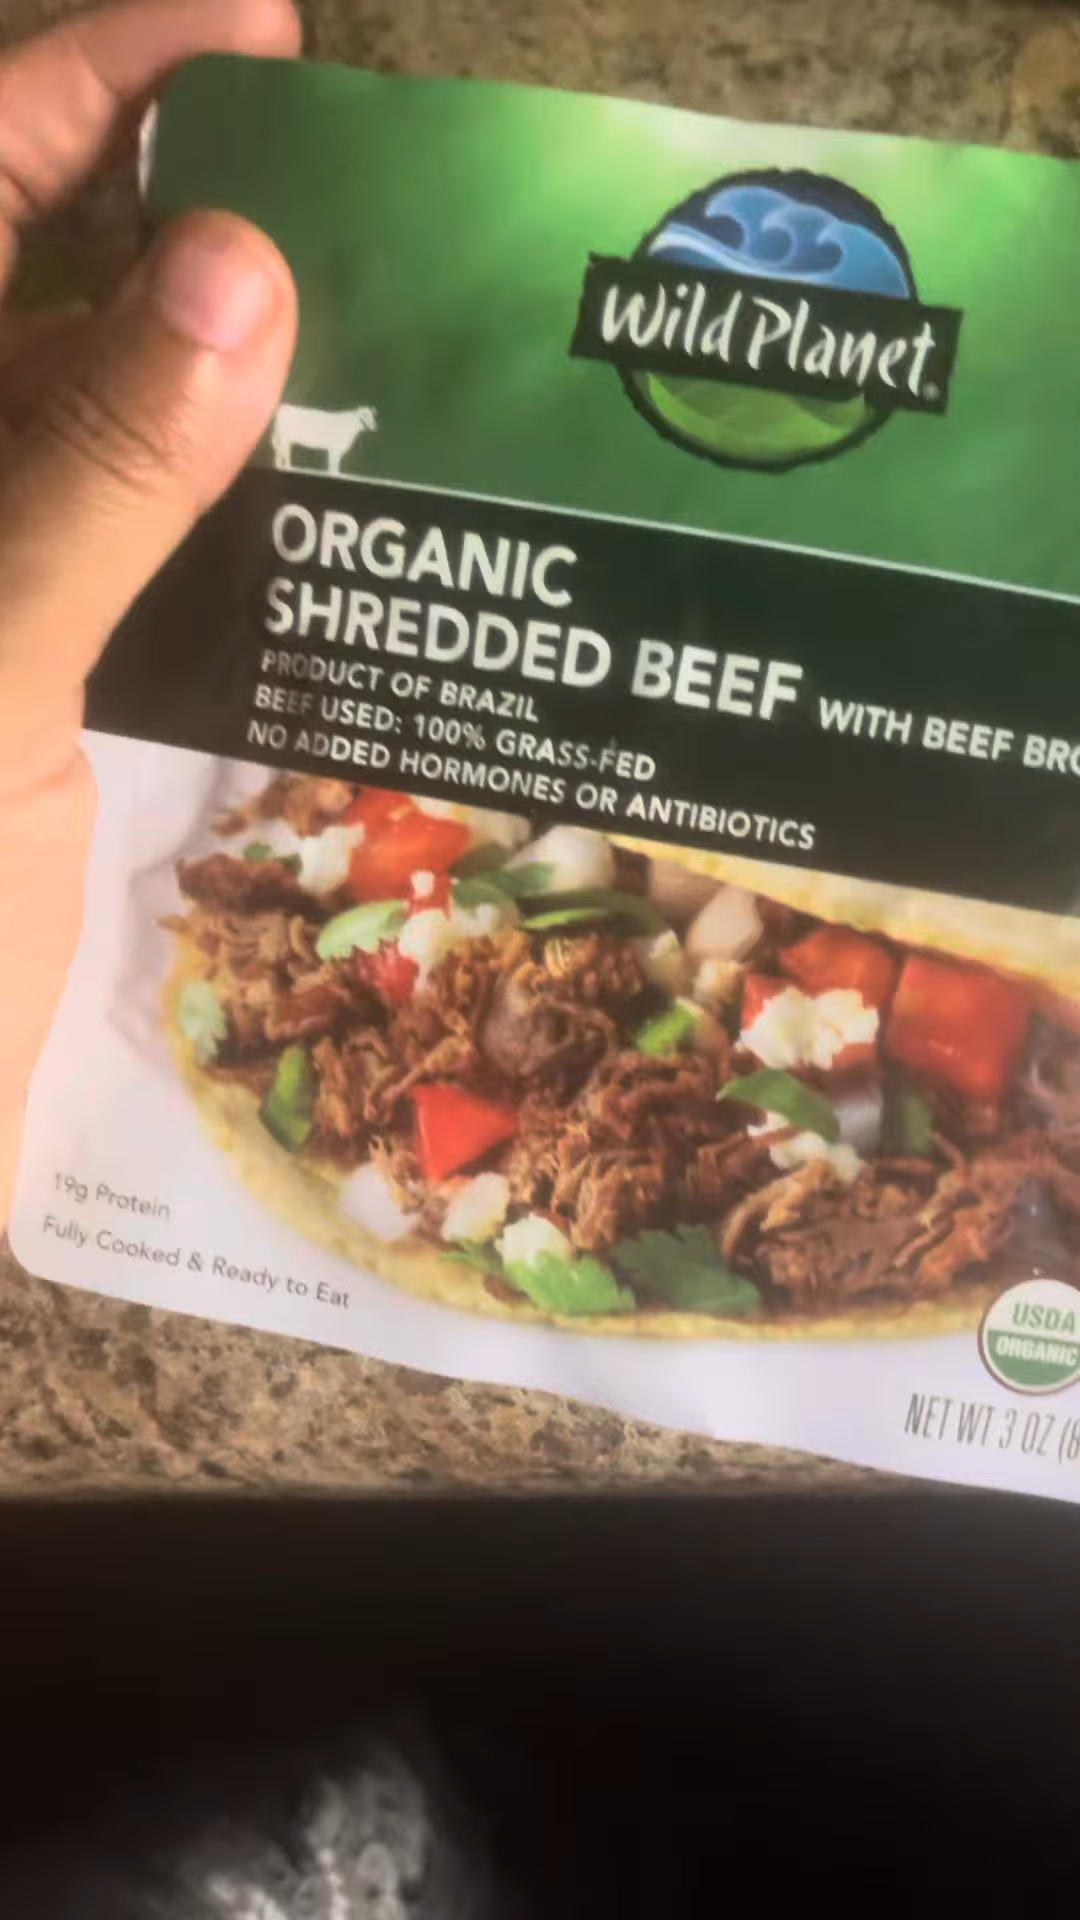 Wild Planet®
ORGANIC
SHREDDED BEEF WITH BEEF
PRODUCT OF BRAZIL
BEEF USED: 100% GRASS-FED
NO ADDED HORMONES OR ANTIBIOTICS
19g Protein
Fully Cooked & Ready to Eat
USDA
ORGANIC
NET WT 3 OZ